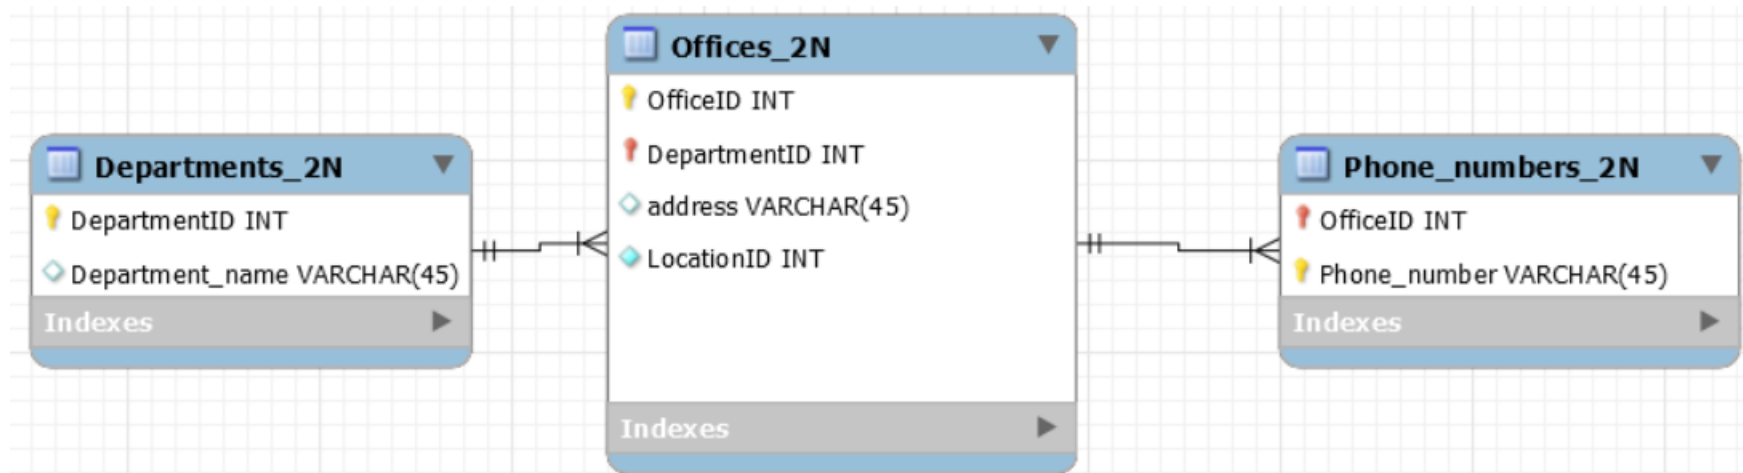 Departments_2N
DepartmentID INT
Department_name VARCHAR(45)
Indexes
Offices_2N
OfficeID INT
DepartmentID INT
address VARCHAR(45)
LocationID INT
Indexes
Phone_numbers_2N
OfficeID INT
Phone_number VARCHAR(45)
Indexes